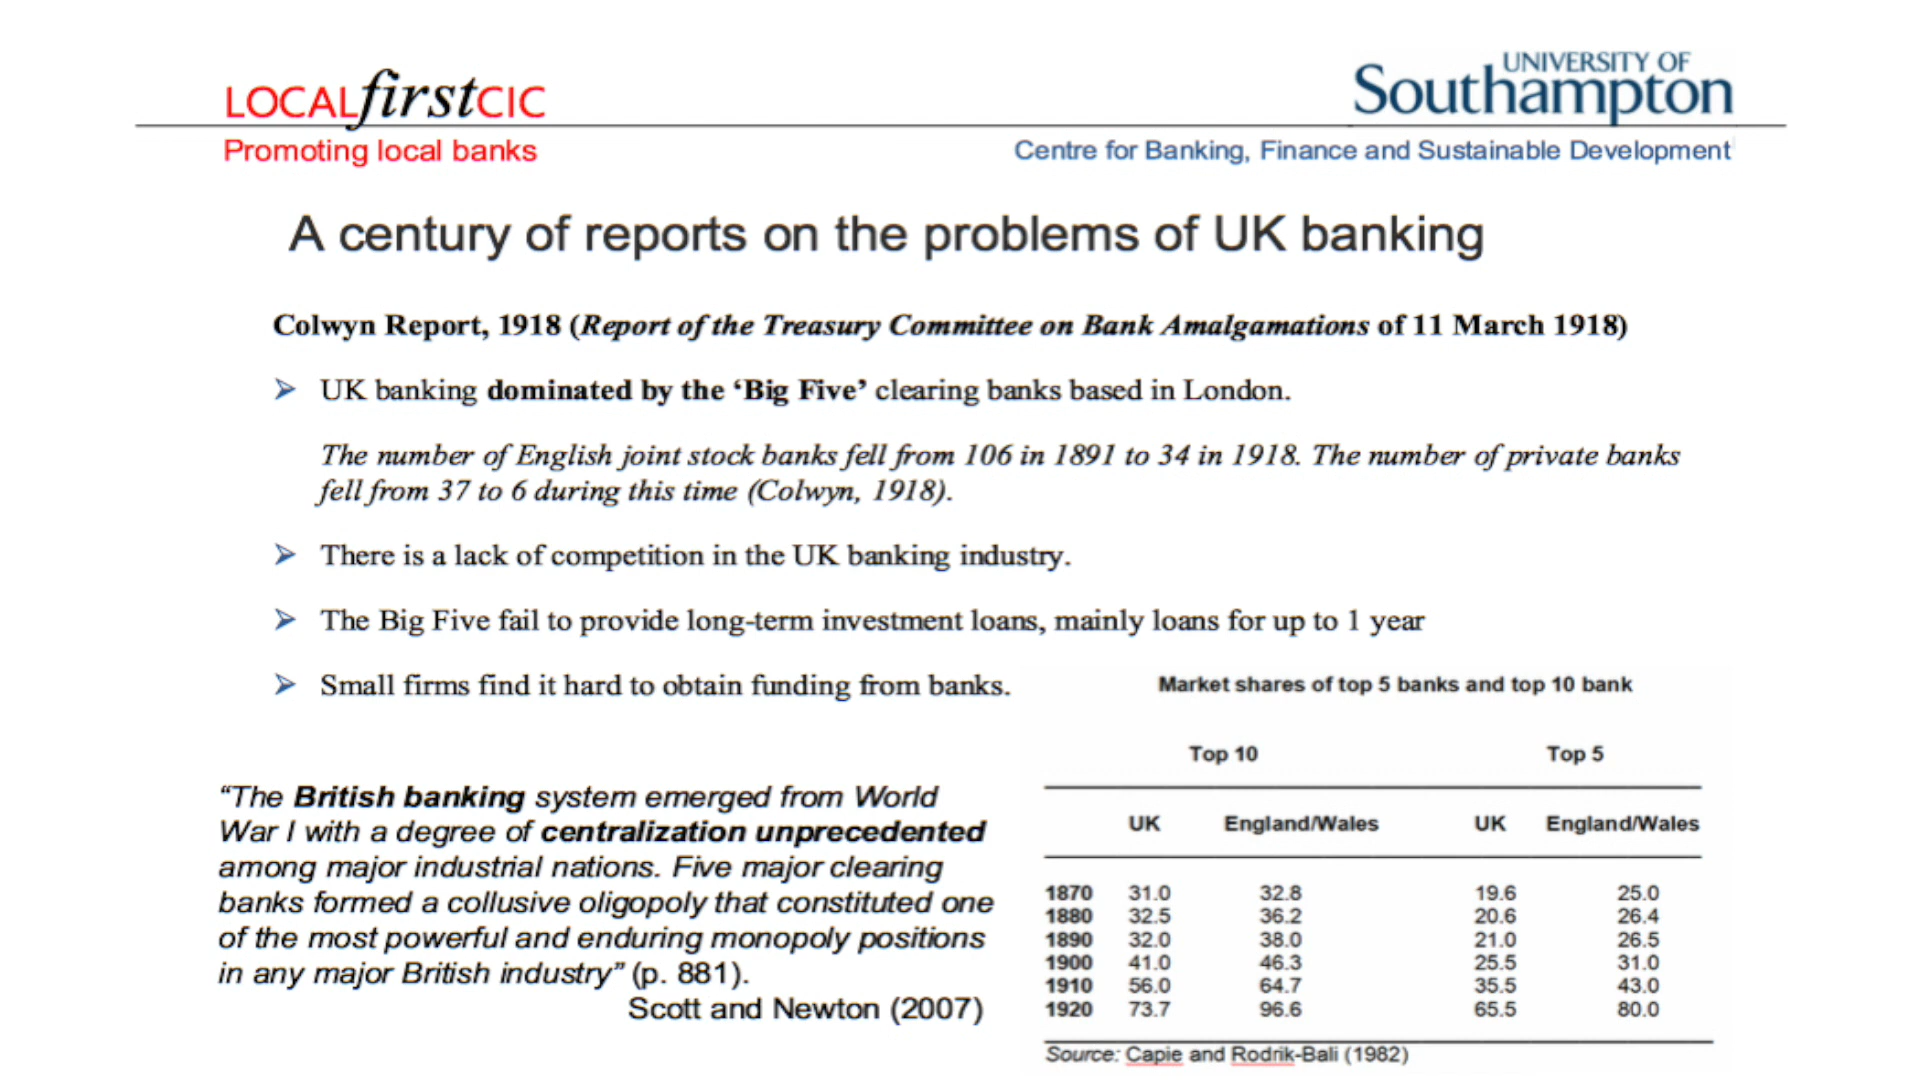 LOCALfirstCIC
Promoting local banks
UNIVERSITY OF
Southampton
Centre for Banking, Finance and Sustainable Development
A century of reports on the problems of UK banking
Colwyn Report, 1918 (Report of the Treasury Committee on Bank Amalgamations of 11 March 1918)
➢ UK banking dominated by the ‘Big Five’ clearing banks based in London.
The number of English joint stock banks fell from 106 in 1891 to 34 in 1918. The number of private banks
fell from 37 to 6 during this time (Colwyn, 1918).
➢ There is a lack of competition in the UK banking industry.
➢ The Big Five fail to provide long-term investment loans, mainly loans for up to 1 year
➢ Small firms find it hard to obtain funding from banks.
“The British banking system emerged from World
War I with a degree of centralization unprecedented
among major industrial nations. Five major clearing
banks formed a collusive oligopoly that constituted one
of the most powerful and enduring monopoly positions
in any major British industry” (p. 881).
Scott and Newton (2007)
Market shares of top 5 banks and top 10 bank
Top 10 Top 5
UK England/Wales UK England/Wales
1870 31.0 32.8 19.6 25.0
1880 32.5 36.2 20.6 26.4
1890 32.0 38.0 21.0 26.5
1900 41.0 46.3 25.5 31.0
1910 56.0 64.7 35.5 43.0
1920 73.7 96.6 65.5 80.0
Source: Capie and Rodrik-Bali (1982)